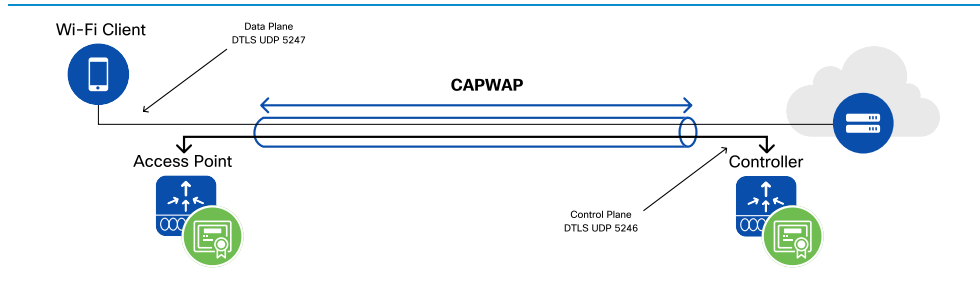 Wi-Fi Client
Data Plane
DTLS UDP 5247
CAPWAP
Access Point
Controller
Control Plane
DTLS UDP 5246